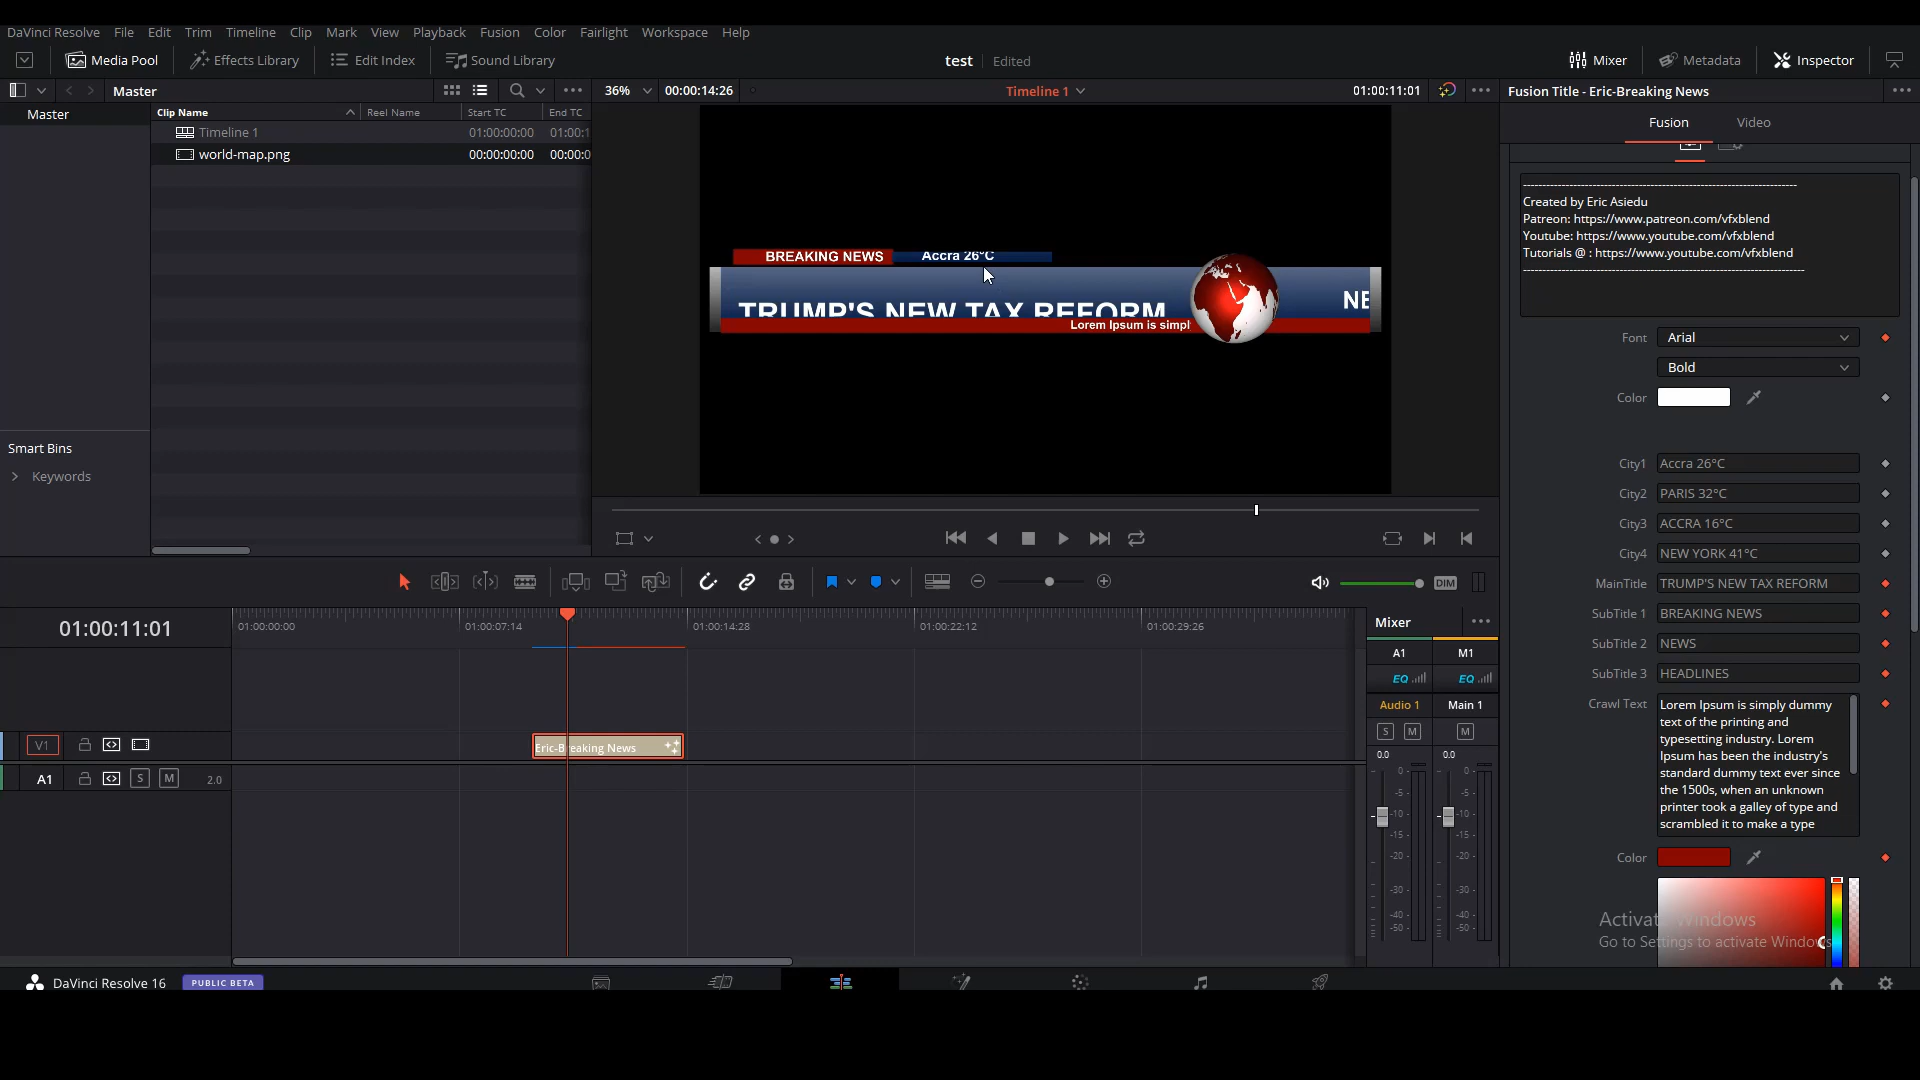 DaVinci Resolve File Edit Trim Timeline Clip Mark View Playback Fusion Color Fairlight Workspace Help
Media Pool Effects Library Edit Index Sound Library test Edited Mixer Metadata Inspector
Master 36% 00:00:14:26 Timeline 1 01:00:11:01 Fusion Title - Eric-Breaking News
Master Clip Name Reel Name Start TC End TC
Fusion Video
Timeline 1 01:00:00:00 01:00:1
world-map.png 00:00:00:00 00:00:0
--------------------------------------------------------------------
Created by Eric Asiedu
Patreon: https://www.patreon.com/vfxblend
Youtube: https://www.youtube.com/vfxblend
Tutorials @ : https://www.youtube.com/vfxblend
----------------------------------------------------------------------
BREAKING NEWS Accra 26°C
TRUMP'S NEW TAX REFORM NE
Lorem Ipsum is simpl
Font Arial
Bold
Color
Smart Bins
Keywords
City1 Accra 26°C
City2 PARIS 32°C
City3 ACCRA 16°C
City4 NEW YORK 41°C
MainTitle TRUMP'S NEW TAX REFORM
SubTitle 1 BREAKING NEWS
SubTitle 2 NEWS
SubTitle 3 HEADLINES
Crawl Text Lorem Ipsum is simply dummy
text of the printing and
typesetting industry. Lorem
Ipsum has been the industry's
standard dummy text ever since
the 1500s, when an unknown
printer took a galley of type and
scrambled it to make a type
Color
DIM
01:00:11:01 01:00:00:00 01:00:07:14 01:00:14:28 01:00:22:12 01:00:29:26
Mixer
A1 M1
EQ EQ
Audio 1 Main 1
S M M
0.0 0.0
0- 0-
-5- -5-
-10- -10-
-15- -15-
-20- -20-
-30- -30-
-40- -40-
-50- -50-
V1 Eric-Breaking News
A1 S M 2.0
Activate Windows
Go to Settings to activate Windows.
DaVinci Resolve 16 PUBLIC BETA